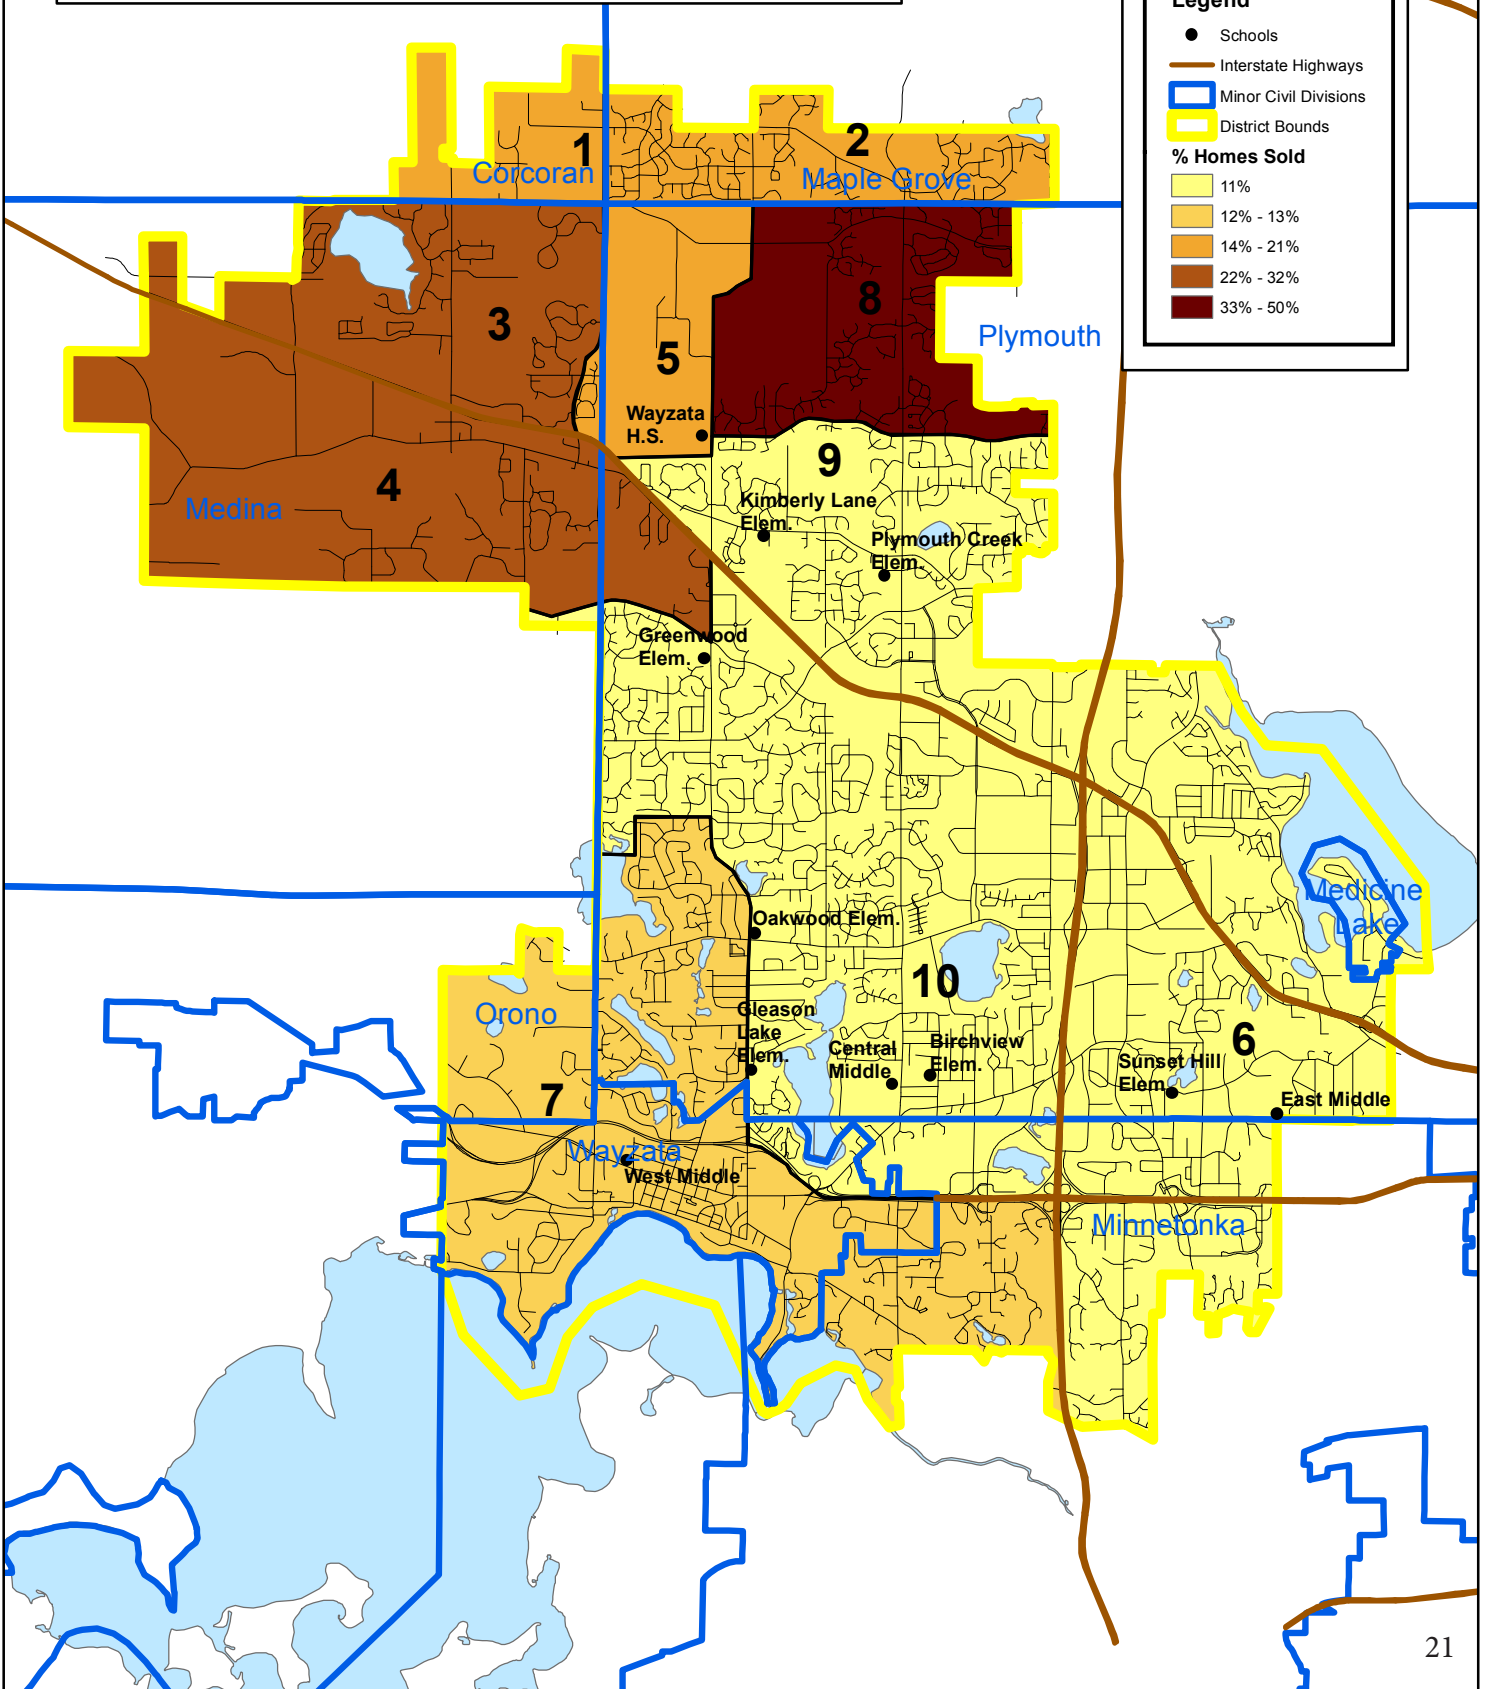 Legend
Schools
Interstate Highways
Minor Civil Divisions
District Bounds
% Homes Sold
11%
12% - 13%
14% - 21%
22% - 32%
33% - 50%
1
Corcoran
2
Maple Grove
3
8
Plymouth
5
Wayzata
H.S.
9
4
Medina
Kimberly Lane
Elem.
Plymouth Creek
Elem.
Greenwood
Elem.
Medicine
Lake
Oakwood Elem.
10
Orono
Gleason
Lake
Elem.
Central
Middle
Birchview
Elem.
6
Sunset Hill
Elem.
7
East Middle
Wayzata
West Middle
Minnetonka
21